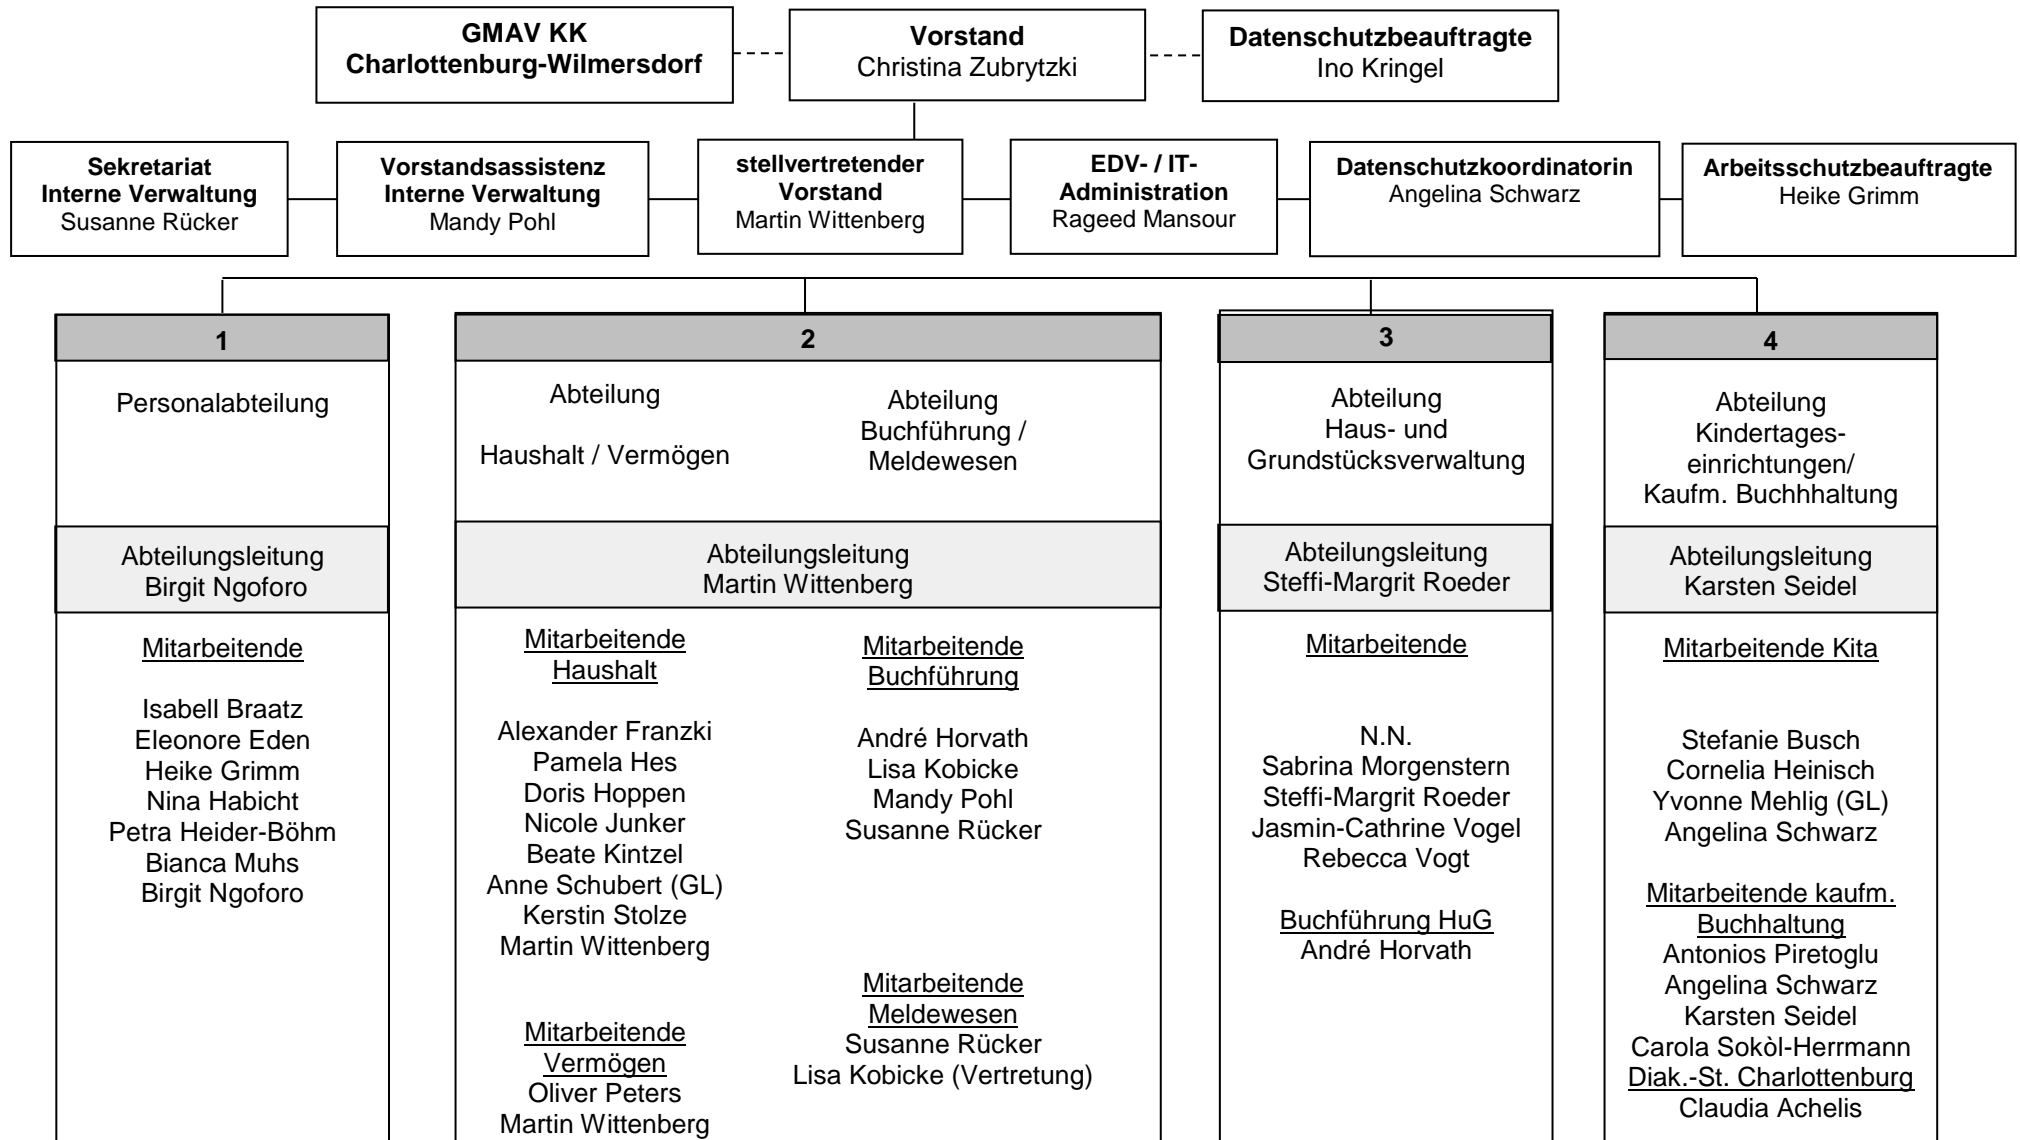 GMAV KK
Charlottenburg-Wilmersdorf
Vorstand
Christina Zubrytzki
Datenschutzbeauftragte
Ino Kringel
Sekretariat
Interne Verwaltung
Susanne Rücker
Vorstandsassistenz
Interne Verwaltung
Mandy Pohl
stellvertretender
Vorstand
Martin Wittenberg
EDV- / IT-
Administration
Rageed Mansour
Datenschutzkoordinatorin
Angelina Schwarz
Arbeitsschutzbeauftragte
Heike Grimm
1
Personalabteilung
Abteilungsleitung
Birgit Ngoforo
Mitarbeitende
Isabell Braatz
Eleonore Eden
Heike Grimm
Nina Habicht
Petra Heider-Böhm
Bianca Muhs
Birgit Ngoforo
2
Abteilung
Haushalt / Vermögen
Abteilung
Buchführung /
Meldewesen
Abteilungsleitung
Martin Wittenberg
Mitarbeitende
Haushalt
Alexander Franzki
Pamela Hes
Doris Hoppen
Nicole Junker
Beate Kintzel
Anne Schubert (GL)
Kerstin Stolze
Martin Wittenberg
Mitarbeitende
Vermögen
Oliver Peters
Martin Wittenberg
Mitarbeitende
Buchführung
André Horvath
Lisa Kobicke
Mandy Pohl
Susanne Rücker
Mitarbeitende
Meldewesen
Susanne Rücker
Lisa Kobicke (Vertretung)
3
Abteilung
Haus- und
Grundstücksverwaltung
Abteilungsleitung
Steffi-Margrit Roeder
Mitarbeitende
N.N.
Sabrina Morgenstern
Steffi-Margrit Roeder
Jasmin-Cathrine Vogel
Rebecca Vogt
Buchführung HuG
André Horvath
4
Abteilung
Kindertages-
einrichtungen/
Kaufm. Buchhhaltung
Abteilungsleitung
Karsten Seidel
Mitarbeitende Kita
Stefanie Busch
Cornelia Heinisch
Yvonne Mehlig (GL)
Angelina Schwarz
Mitarbeitende kaufm.
Buchhaltung
Antonios Piretoglu
Angelina Schwarz
Karsten Seidel
Carola Sokòl-Herrmann
Diak.-St. Charlottenburg
Claudia Achelis